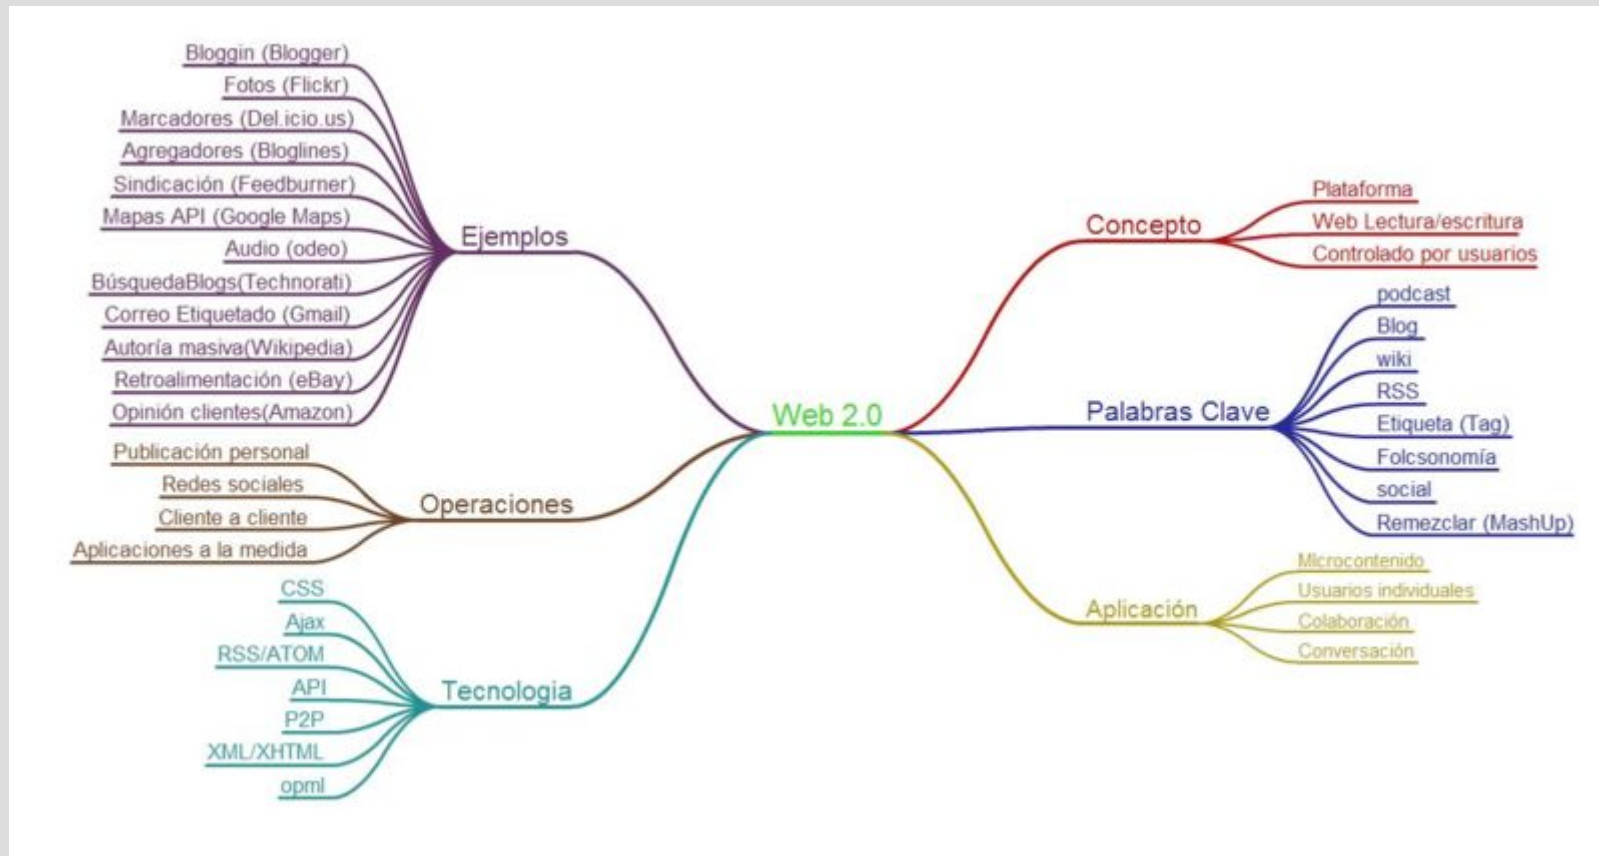 Web 2.0
Ejemplos
Bloggin (Blogger)
Fotos (Flickr)
Marcadores (Del.icio.us)
Agregadores (Bloglines)
Sindicación (Feedburner)
Mapas API (Google Maps)
Audio (odeo)
BúsquedaBlogs(Technorati)
Correo Etiquetado (Gmail)
Autoría masiva(Wikipedia)
Retroalimentación (eBay)
Opinión clientes(Amazon)
Operaciones
Publicación personal
Redes sociales
Cliente a cliente
Aplicaciones a la medida
Tecnologia
CSS
Ajax
RSS/ATOM
API
P2P
XML/XHTML
opml
Concepto
Plataforma
Web Lectura/escritura
Controlado por usuarios
Palabras Clave
podcast
Blog
wiki
RSS
Etiqueta (Tag)
Folcsonomía
social
Remezclar (MashUp)
Aplicación
MIcrocontenido
Usuarios individuales
Colaboración
Conversación